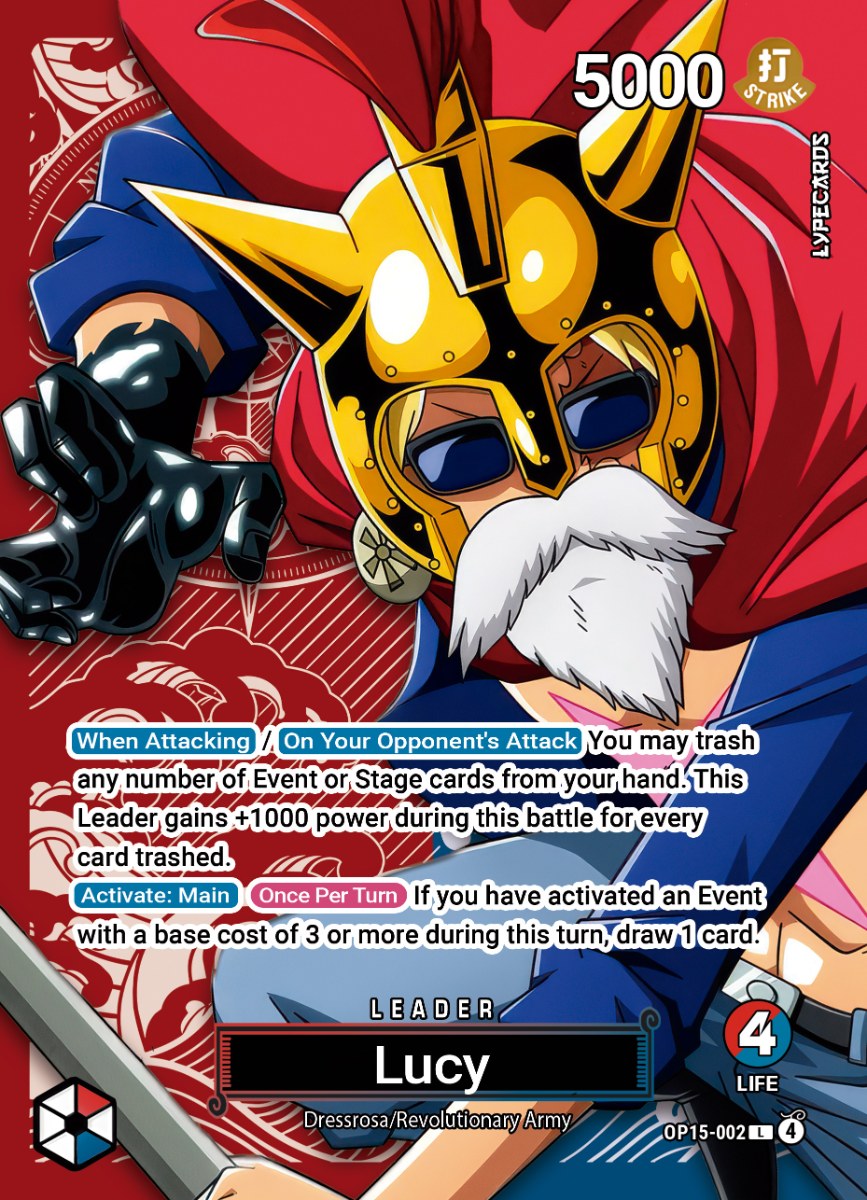 5000
打
STRIKE
LYPECARDS
When Attacking / On Your Opponent's Attack You may trash
any number of Event or Stage cards from your hand. This
Leader gains +1000 power during this battle for every
card trashed.
Activate: Main Once Per Turn If you have activated an Event
with a base cost of 3 or more during this turn, draw 1 card.
LEADER
Lucy
4
LIFE
Dressrosa/Revolutionary Army
OP15-002 L 4